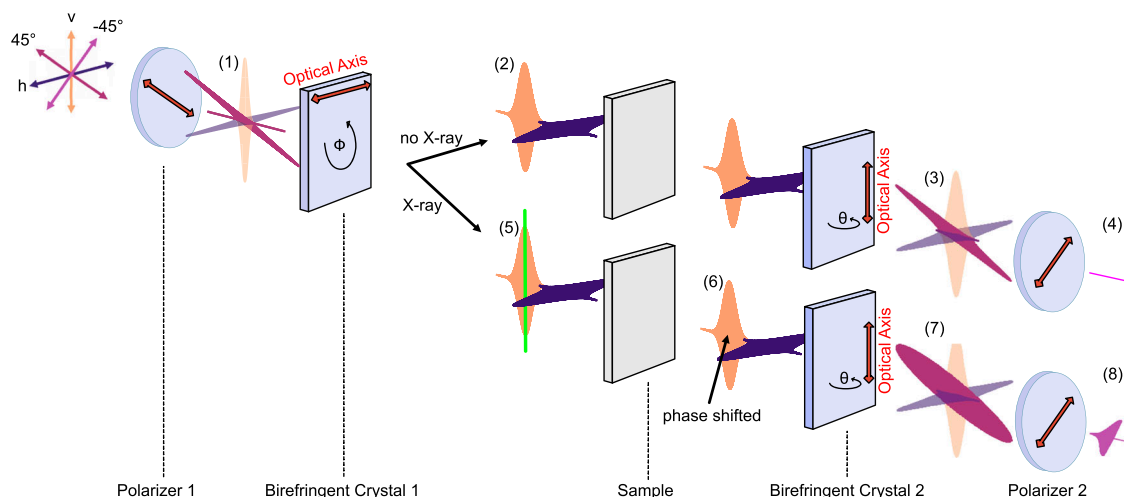 v
-45°
45°
h
(1)
Optical Axis
Φ
no X-ray
X-ray
(2)
(5)
(6)
phase shifted
θ
Optical Axis
(3)
(4)
θ
Optical Axis
(7)
(8)
Polarizer 1
Birefringent Crystal 1
Sample
Birefringent Crystal 2
Polarizer 2